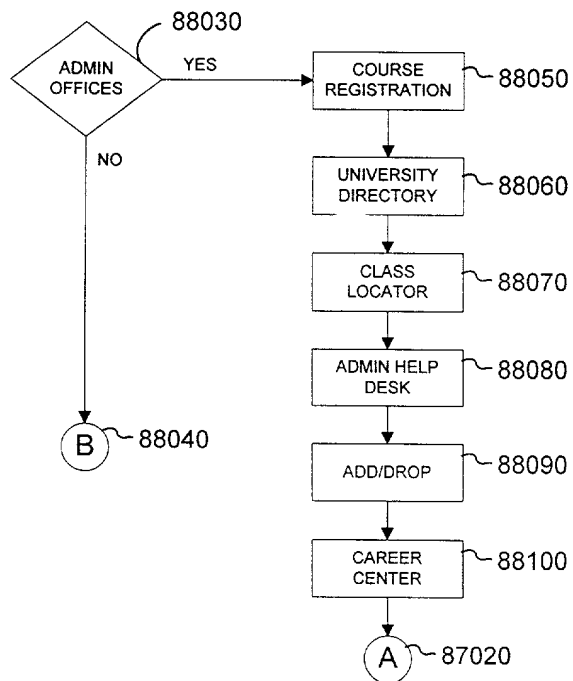 88030
ADMIN
OFFICES
YES
NO
COURSE
REGISTRATION
88050
UNIVERSITY
DIRECTORY
88060
CLASS
LOCATOR
88070
ADMIN HELP
DESK
88080
B
88040
ADD/DROP
88090
CAREER
CENTER
88100
A
87020